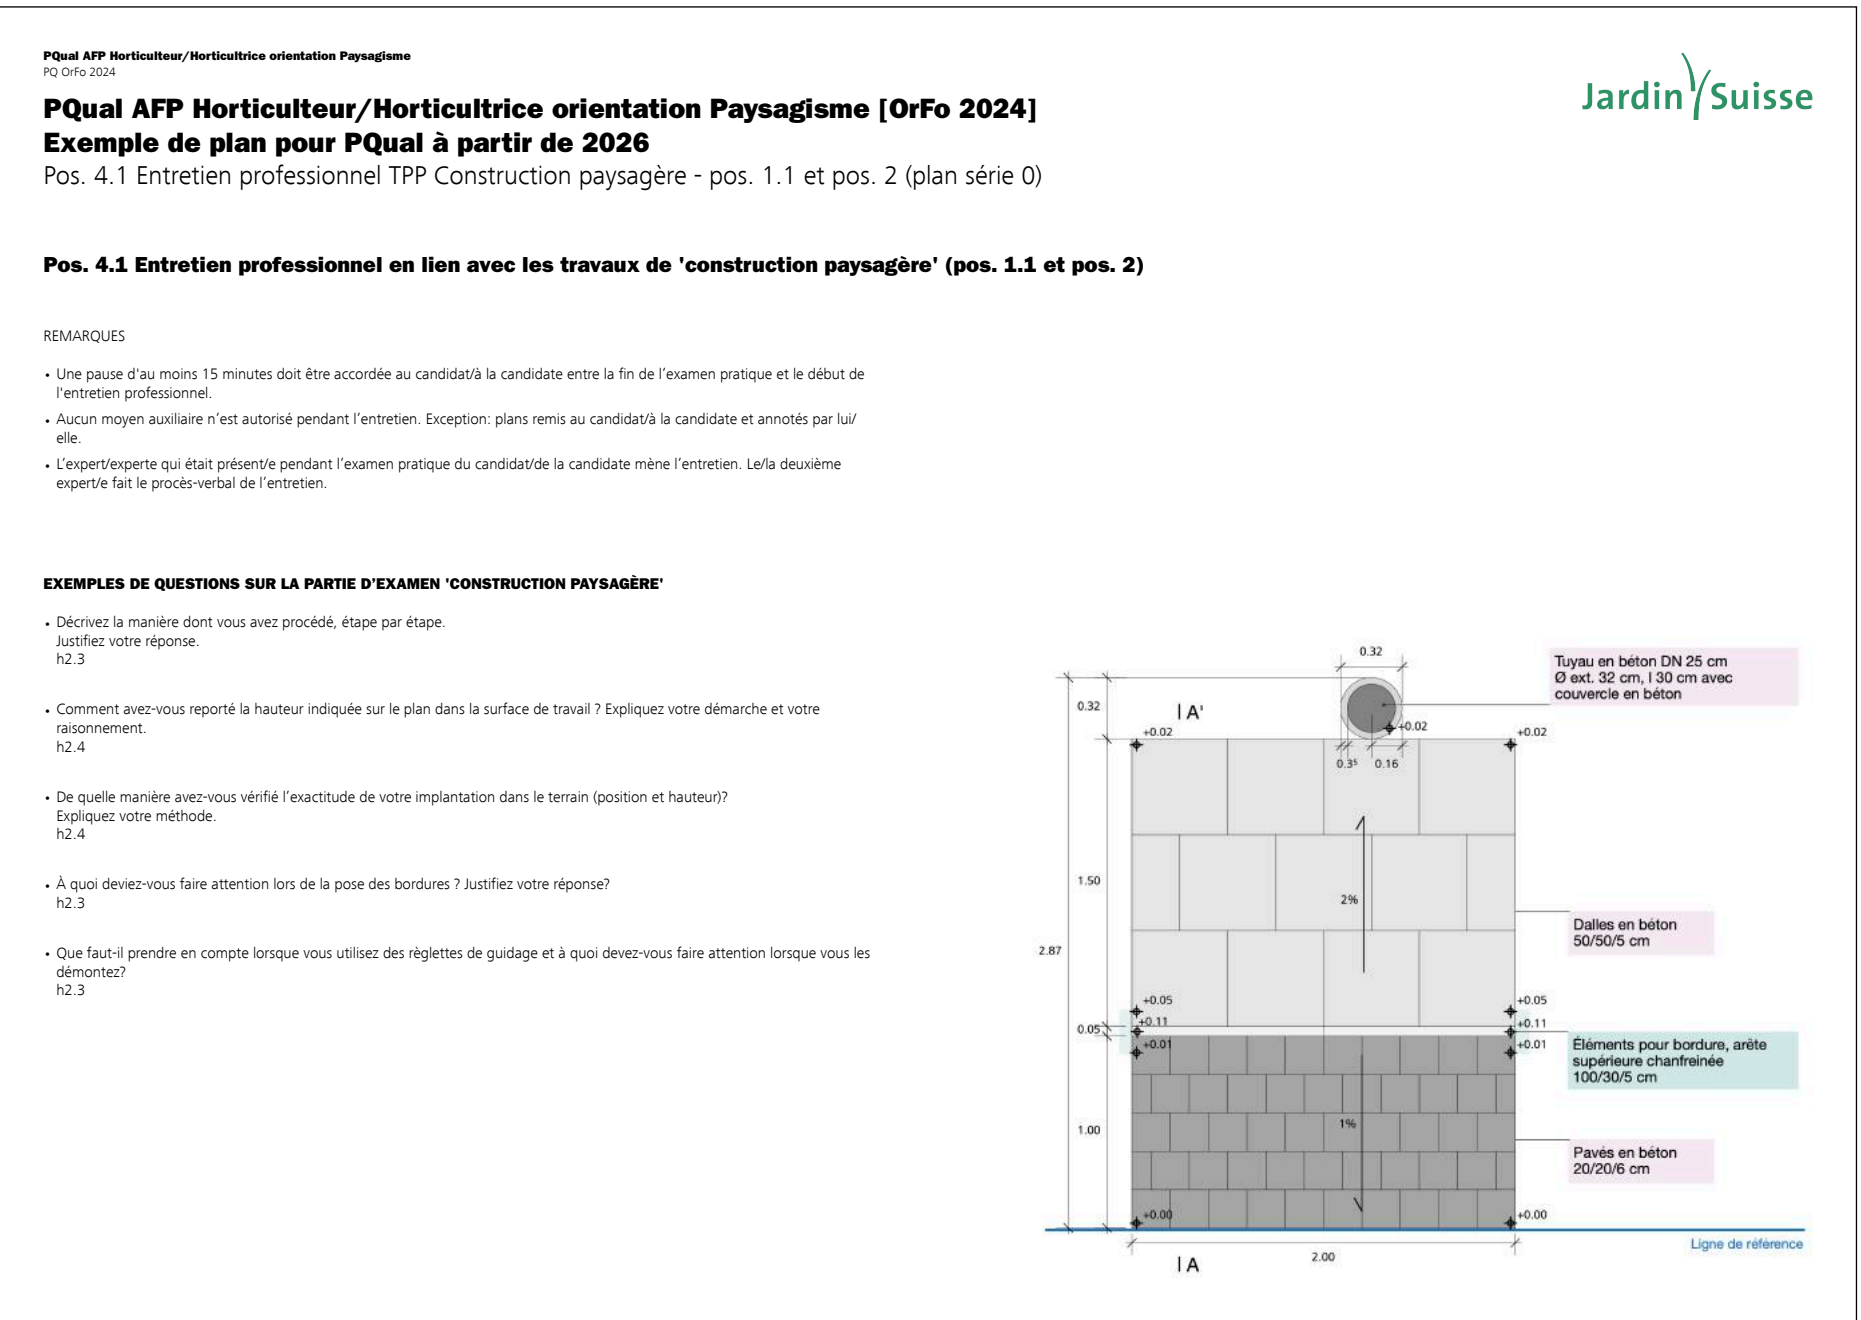 PQual AFP Horticulteur/Horticultrice orientation Paysagisme
PQ OrFo 2024
Jardin Suisse
PQual AFP Horticulteur/Horticultrice orientation Paysagisme [OrFo 2024]
Exemple de plan pour PQual à partir de 2026
Pos. 4.1 Entretien professionnel TPP Construction paysagère - pos. 1.1 et pos. 2 (plan série 0)
Pos. 4.1 Entretien professionnel en lien avec les travaux de 'construction paysagère' (pos. 1.1 et pos. 2)
REMARQUES
• Une pause d'au moins 15 minutes doit être accordée au candidat/à la candidate entre la fin de l’examen pratique et le début de
l'entretien professionnel.
• Aucun moyen auxiliaire n’est autorisé pendant l’entretien. Exception: plans remis au candidat/à la candidate et annotés par lui/
elle.
• L’expert/experte qui était présent/e pendant l’examen pratique du candidat/de la candidate mène l’entretien. Le/la deuxième
expert/e fait le procès-verbal de l’entretien.
EXEMPLES DE QUESTIONS SUR LA PARTIE D’EXAMEN 'CONSTRUCTION PAYSAGÈRE'
• Décrivez la manière dont vous avez procédé, étape par étape.
Justifiez votre réponse.
h2.3
• Comment avez-vous reporté la hauteur indiquée sur le plan dans la surface de travail ? Expliquez votre démarche et votre
raisonnement.
h2.4
• De quelle manière avez-vous vérifié l’exactitude de votre implantation dans le terrain (position et hauteur)?
Expliquez votre méthode.
h2.4
• À quoi deviez-vous faire attention lors de la pose des bordures ? Justifiez votre réponse?
h2.3
• Que faut-il prendre en compte lorsque vous utilisez des règlettes de guidage et à quoi devez-vous faire attention lorsque vous les
démontez?
h2.3
0.32
Tuyau en béton DN 25 cm
Ø ext. 32 cm, l 30 cm avec
couvercle en béton
0.32
A'
+0.02
+0.02
+0.02
0.3⁵
0.16
1.50
2%
Dalles en béton
50/50/5 cm
2.87
+0.05
+0.05
0.05
+0.11
+0.11
+0.01
+0.01
Éléments pour bordure, arête
supérieure chanfreinée
100/30/5 cm
1.00
1%
Pavés en béton
20/20/6 cm
+0.00
+0.00
Ligne de référence
2.00
A